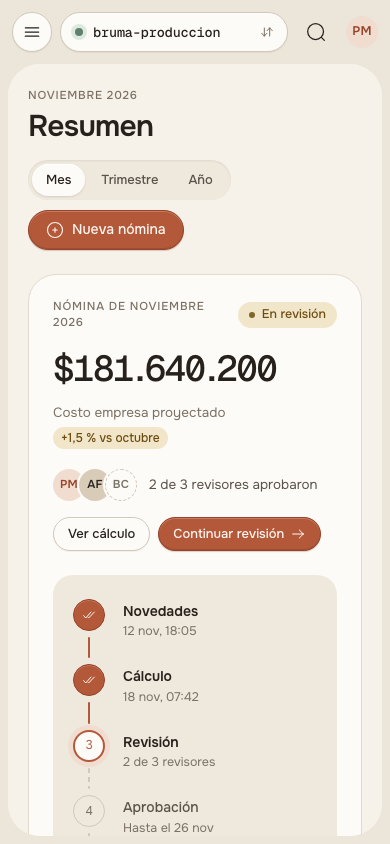 bruma-produccion
PM
NOVIEMBRE 2026
Resumen
Mes Trimestre Año
Nueva nómina
NÓMINA DE NOVIEMBRE
2026
En revisión
$181.640.200
Costo empresa proyectado
+1,5 % vs octubre
PM AF BC 2 de 3 revisores aprobaron
Ver cálculo Continuar revisión →
Novedades
12 nov, 18:05
Cálculo
18 nov, 07:42
3 Revisión
2 de 3 revisores
4 Aprobación
Hasta el 26 nov